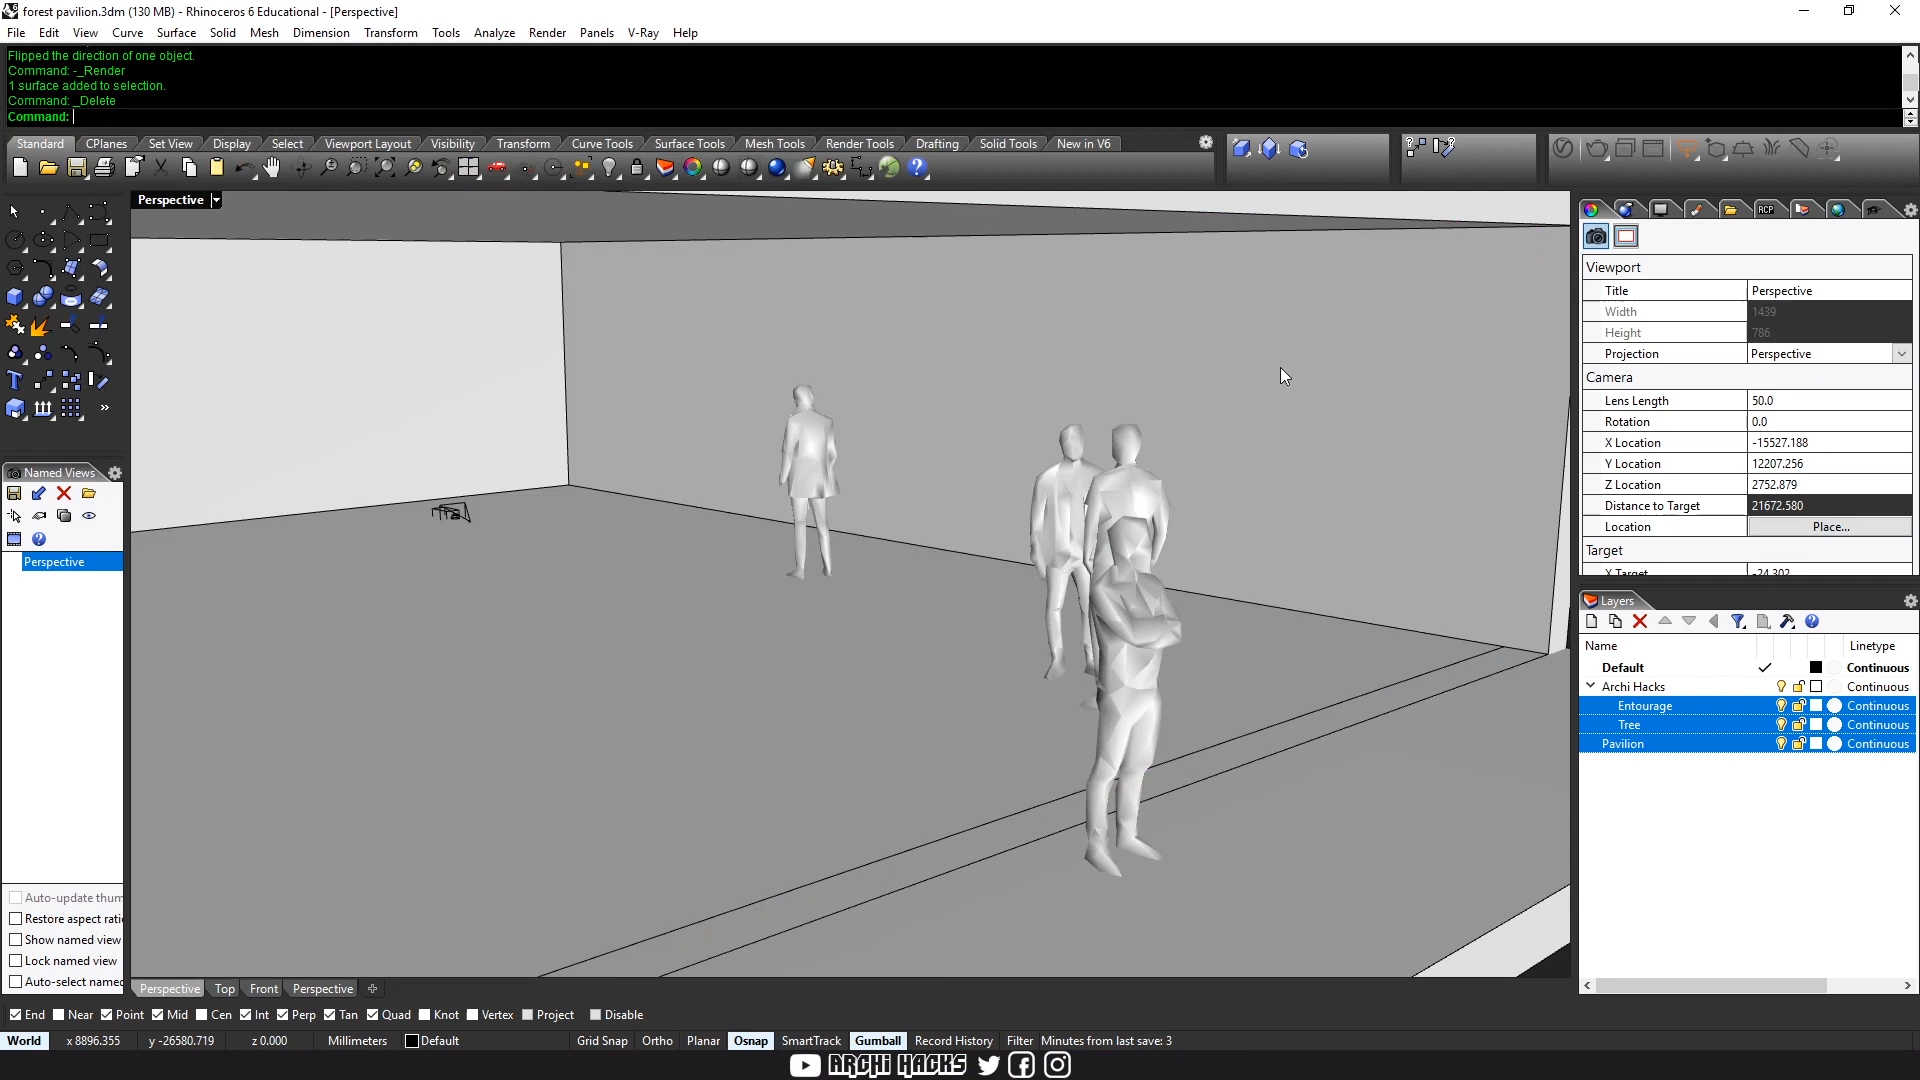 forest pavilion.3dm (130 MB) - Rhinoceros 6 Educational - [Perspective]
File Edit View Curve Surface Solid Mesh Dimension Transform Tools Analyze Render Panels V-Ray Help
Flipped the direction of one object.
Command: -_Render
1 surface added to selection.
Command: _Delete
Command:
Standard CPlanes Set View Display Select Viewport Layout Visibility Transform Curve Tools Surface Tools Mesh Tools Render Tools Drafting Solid Tools New in V6
Perspective
RCP
Viewport
Title Perspective
Width 1439
Height 786
Projection Perspective
Camera
Lens Length 50.0
Rotation 0.0
X Location -15527.188
Y Location 12207.256
Z Location 2752.879
Distance to Target 21672.580
Location Place...
Target
X Target -24.302
Named Views
Perspective
Layers
Name Linetype
Default Continuous
Archi Hacks Continuous
Entourage Continuous
Tree Continuous
Pavilion Continuous
Auto-update thum
Restore aspect rati
Show named view
Lock named view
Auto-select named
Perspective Top Front Perspective
End Near Point Mid Cen Int Perp Tan Quad Knot Vertex Project Disable
World x 8896.355 y -26580.719 z 0.000 Millimeters Default Grid Snap Ortho Planar Osnap SmartTrack Gumball Record History Filter Minutes from last save: 3
ARCHI HACKS